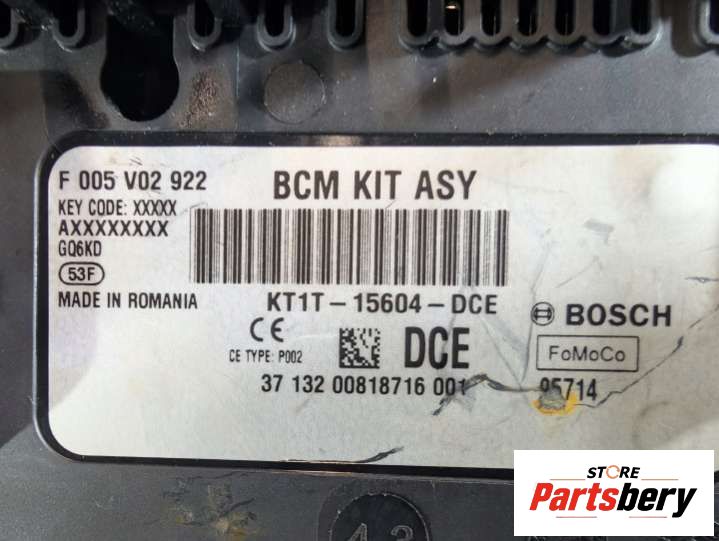 F 005 V02 922
BCM KIT ASY
KEY CODE: XXXXX
AXXXXXXXX
GQ6KD
53F
MADE IN ROMANIA
KT1T-15604-DCE
BOSCH
CE
CE TYPE: P002
DCE
FoMoCo
37 132 00818716 001
95714
STORE
Partsbery